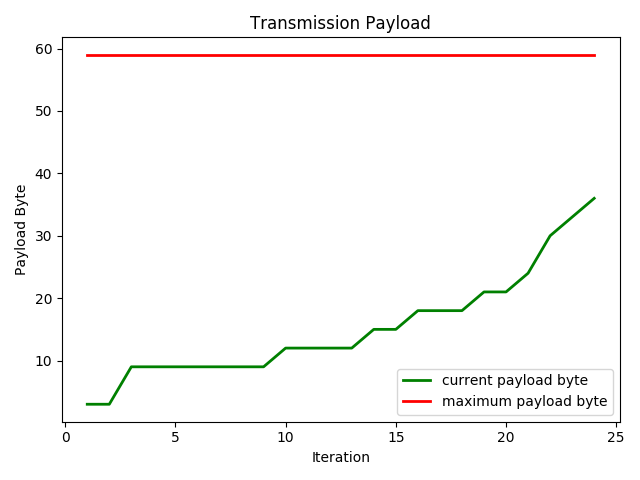 Transmission Payload
60
50
40
30
20
10
Payload Byte
current payload byte
maximum payload byte
0 5 10 15 20 25
Iteration